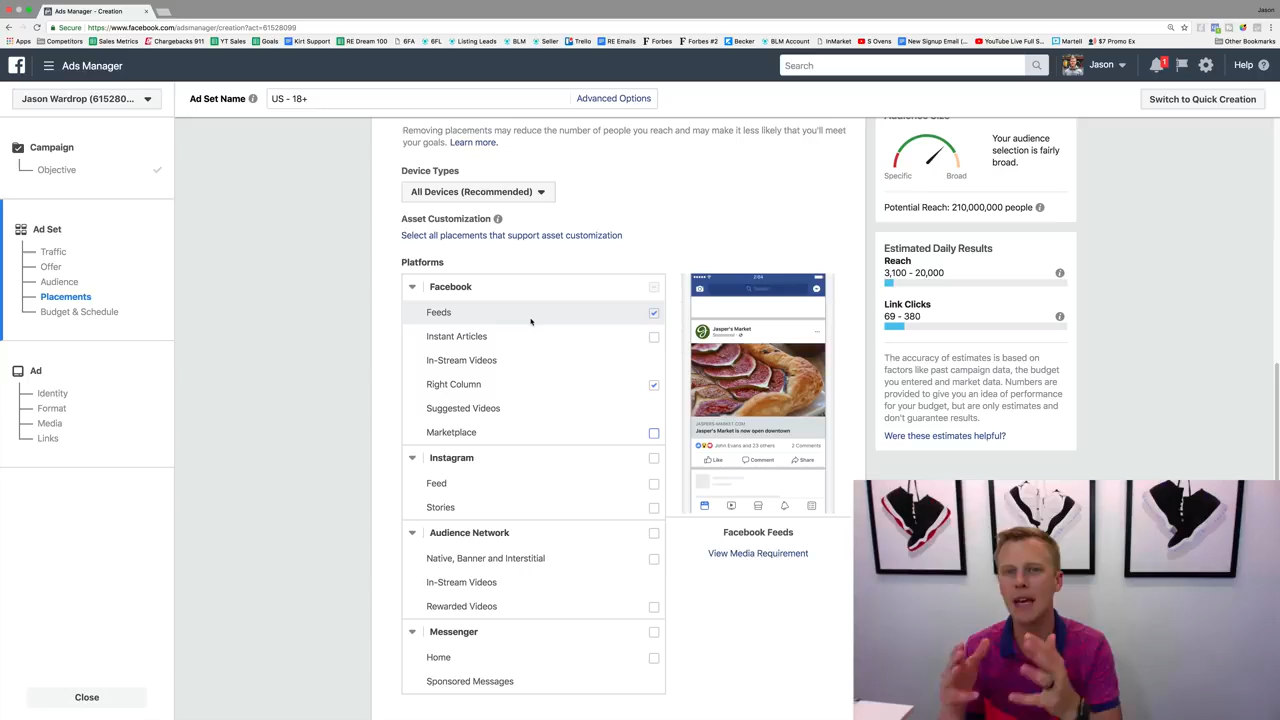 Ads Manager - Creation
Jason
Secure
https://www.facebook.com/adsmanager/creation?act=61528099
Apps
Competitors
Sales Metrics
Chargebacks 911
YT Sales
Goals
Kirt Support
RE Dream 100
6FA
6FL
Listing Leads
BLM
Seller
Trello
RE Emails
Forbes
Forbes #2
Becker
BLM Account
InMarket
S Ovens
New Signup Email (...
YouTube Live Full S...
Martell
$7 Promo Ex
Other Bookmarks
Ads Manager
Search
Jason
1
Help
Jason Wardrop (615280...
Ad Set Name
US - 18+
Advanced Options
Switch to Quick Creation
Campaign
Objective
Ad Set
Traffic
Offer
Audience
Placements
Budget & Schedule
Ad
Identity
Format
Media
Links
Close
Removing placements may reduce the number of people you reach and may make it less likely that you'll meet
your goals. Learn more.
Device Types
All Devices (Recommended)
Asset Customization
Select all placements that support asset customization
Platforms
Facebook
Feeds
Instant Articles
In-Stream Videos
Right Column
Suggested Videos
Marketplace
Instagram
Feed
Stories
Audience Network
Native, Banner and Interstitial
In-Stream Videos
Rewarded Videos
Messenger
Home
Sponsored Messages
2:04
Search
Jasper's Market
Sponsored
JASPERS-MARKET.COM
Jasper's Market is now open downtown
John Evans and 23 others
2 Comments
Like
Comment
Share
Facebook Feeds
View Media Requirement
Audience Size
Specific
Broad
Your audience
selection is fairly
broad.
Potential Reach: 210,000,000 people
Estimated Daily Results
Reach
3,100 - 20,000
Link Clicks
69 - 380
The accuracy of estimates is based on
factors like past campaign data, the budget
you entered and market data. Numbers are
provided to give you an idea of performance
for your budget, but are only estimates and
don't guarantee results.
Were these estimates helpful?